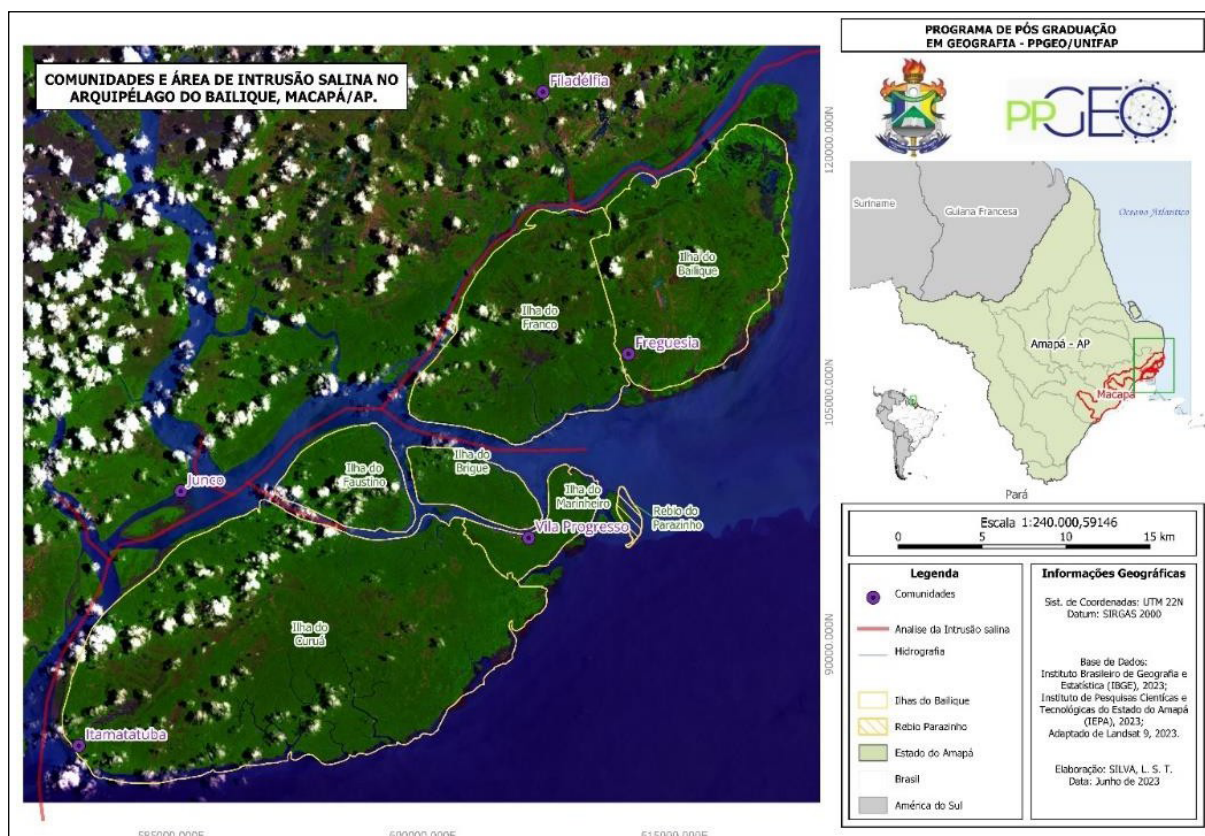 COMUNIDADES E ÁREA DE INTRUSÃO SALINA NO
ARQUIPÉLAGO DO BAILIQUE, MACAPÁ/AP.
Filadélfia
Ilha do
Bailique
Ilha do
Franco
Freguesia
Junco
Ilha do
Faustino
Ilha do
Brigue
Ilha do
Marinheiro
Rebio do
Parazinho
Vila Progresso
Ilha do
Curuá
Itamatatuba
120000.000N
105000.000N
90000.000N
585000.000E
600000.000E
615999.999E
PROGRAMA DE PÓS GRADUAÇÃO
EM GEOGRAFIA - PPGEO/UNIFAP
PPGEO
Suriname
Guiana Francesa
Oceano Atlântico
Amapá - AP
Macapá
Pará
Escala 1:240.000,59146
0 5 10 15 km
Legenda
Comunidades
Analise da Intrusão salina
Hidrografia
Ilhas do Bailique
Rebio Parazinho
Estado do Amapá
Brasil
América do Sul
Informações Geográficas
Sist. de Coordenadas: UTM 22N
Datum: SIRGAS 2000
Base de Dados:
Instituto Brasileiro de Geografia e
Estatística (IBGE), 2023;
Instituto de Pesquisas Científicas e
Tecnológicas do Estado do Amapá
(IEPA), 2023;
Adaptado de Landsat 9, 2023.
Elaboração: SILVA, L. S. T.
Data: Junho de 2023